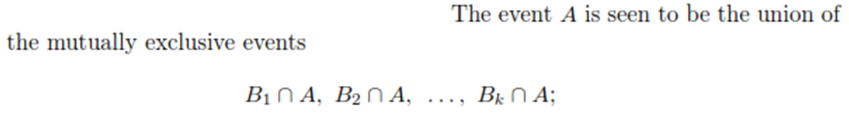 The event A is seen to be the union of
the mutually exclusive events
B₁ ∩ A, B₂ ∩ A, ..., Bₖ ∩ A;